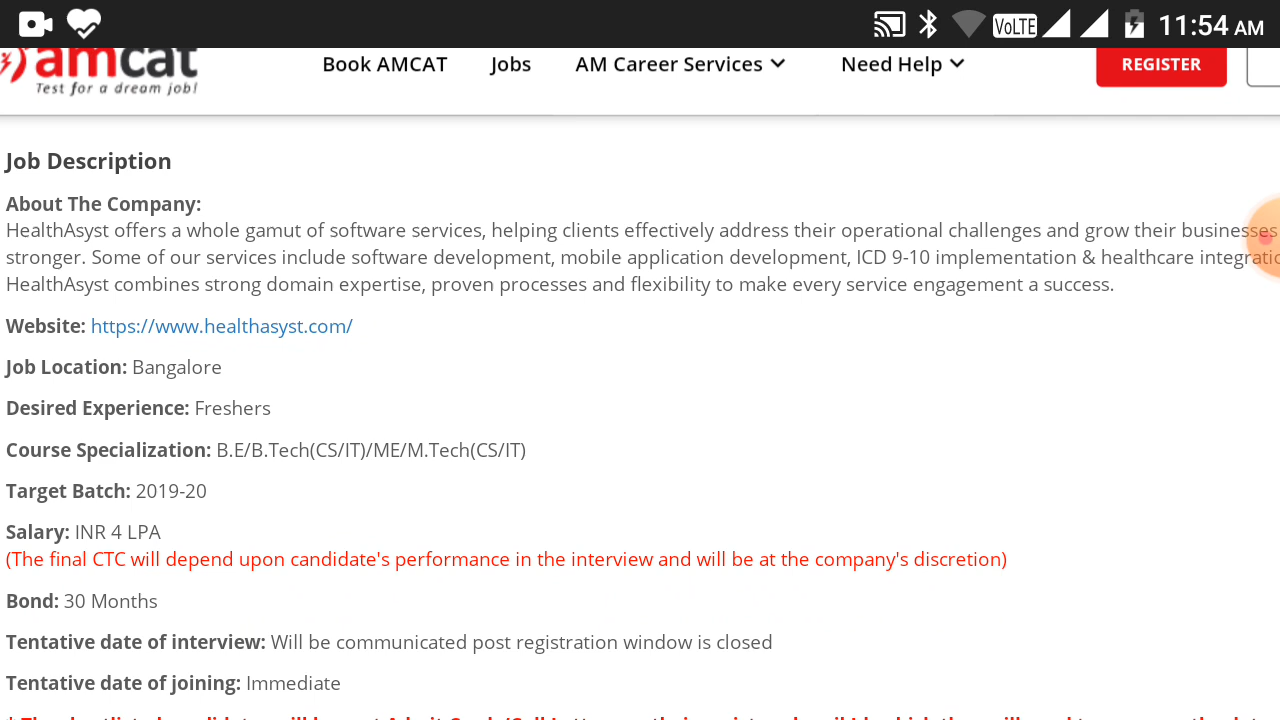 VoLTE 11:54 AM
amcat
Test for a dream job!
Book AMCAT Jobs AM Career Services Need Help REGISTER
Job Description
About The Company:
HealthAsyst offers a whole gamut of software services, helping clients effectively address their operational challenges and grow their businesses
stronger. Some of our services include software development, mobile application development, ICD 9-10 implementation & healthcare
HealthAsyst combines strong domain expertise, proven processes and flexibility to make every service engagement a success.
Website: https://www.healthasyst.com/
Job Location: Bangalore
Desired Experience: Freshers
Course Specialization: B.E/B.Tech(CS/IT)/ME/M.Tech(CS/IT)
Target Batch: 2019-20
Salary: INR 4 LPA
(The final CTC will depend upon candidate's performance in the interview and will be at the company's discretion)
Bond: 30 Months
Tentative date of interview: Will be communicated post registration window is closed
Tentative date of joining: Immediate